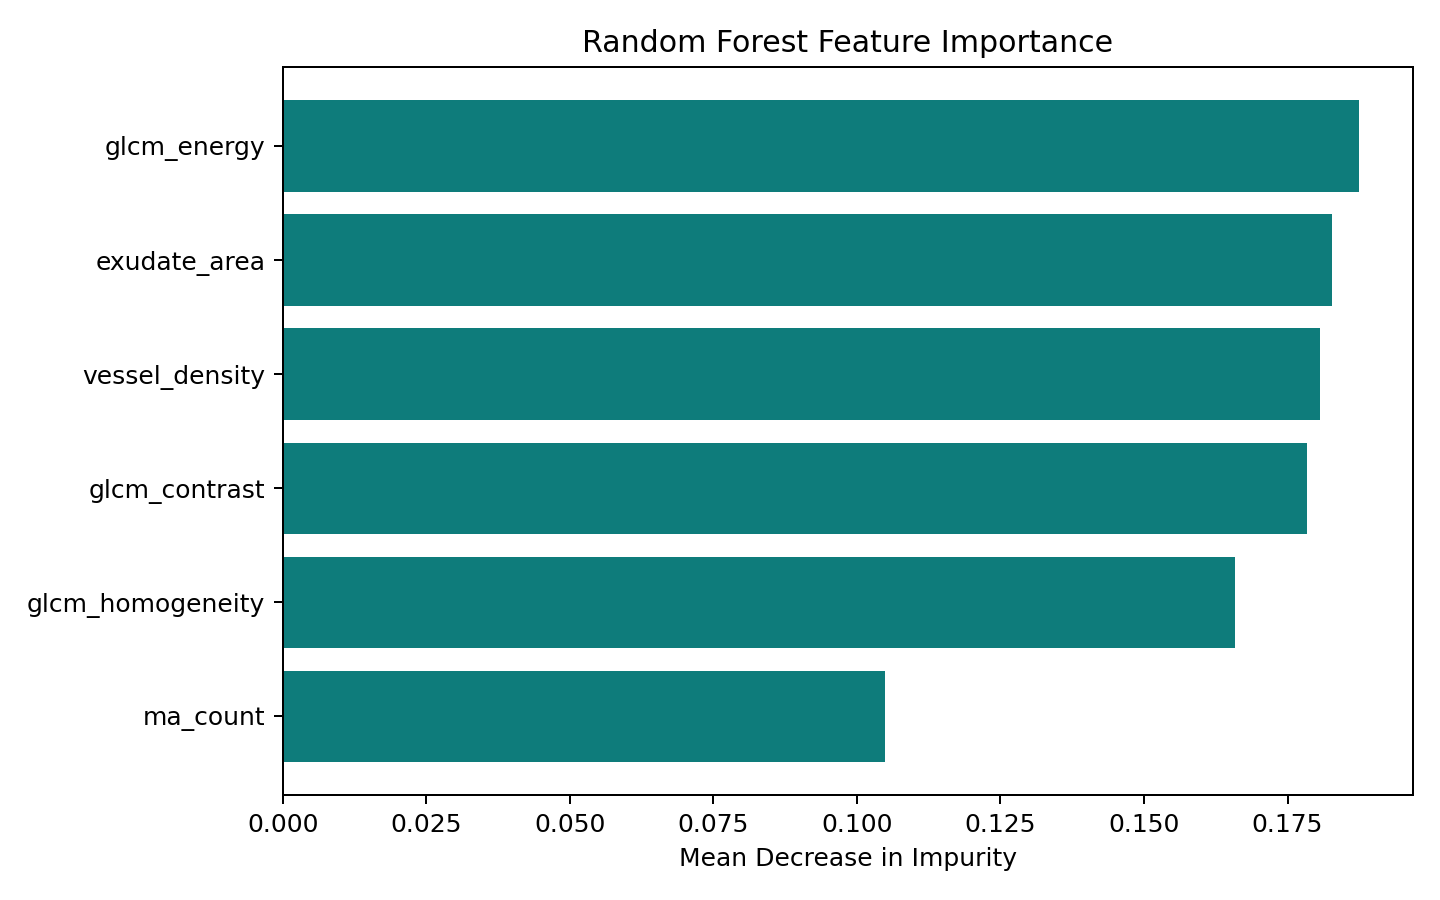 Random Forest Feature Importance
glcm_energy
exudate_area
vessel_density
glcm_contrast
glcm_homogeneity
ma_count
0.000 0.025 0.050 0.075 0.100 0.125 0.150 0.175
Mean Decrease in Impurity